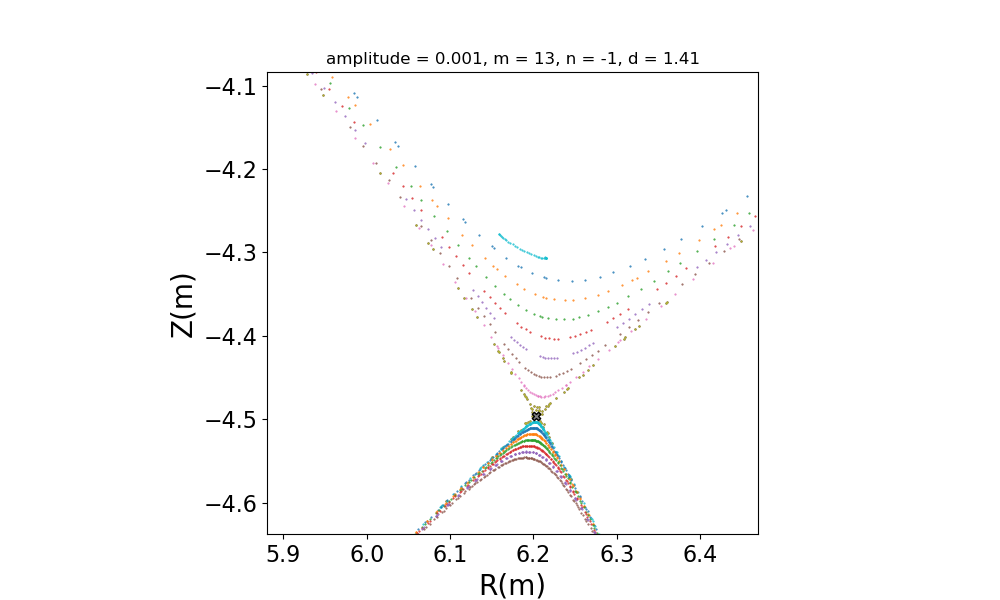 amplitude = 0.001, m = 13, n = -1, d = 1.41
−4.1
−4.2
−4.3
−4.4
−4.5
−4.6
Z(m)
5.9 6.0 6.1 6.2 6.3 6.4
R(m)